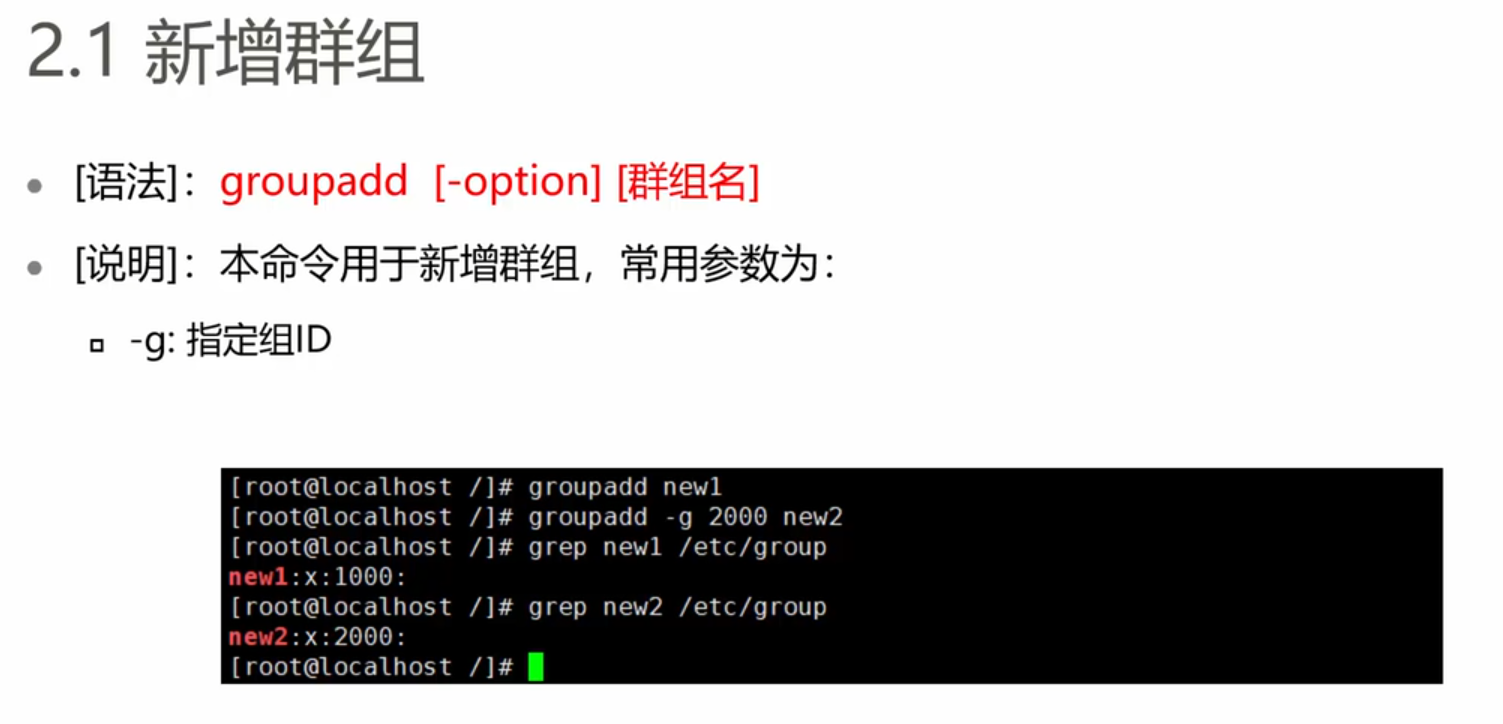 2.1 新增群组
[语法]：groupadd [-option] [群组名]
[说明]：本命令用于新增群组，常用参数为：
-g: 指定组ID
[root@localhost /]# groupadd new1
[root@localhost /]# groupadd -g 2000 new2
[root@localhost /]# grep new1 /etc/group
new1:x:1000:
[root@localhost /]# grep new2 /etc/group
new2:x:2000:
[root@localhost /]#